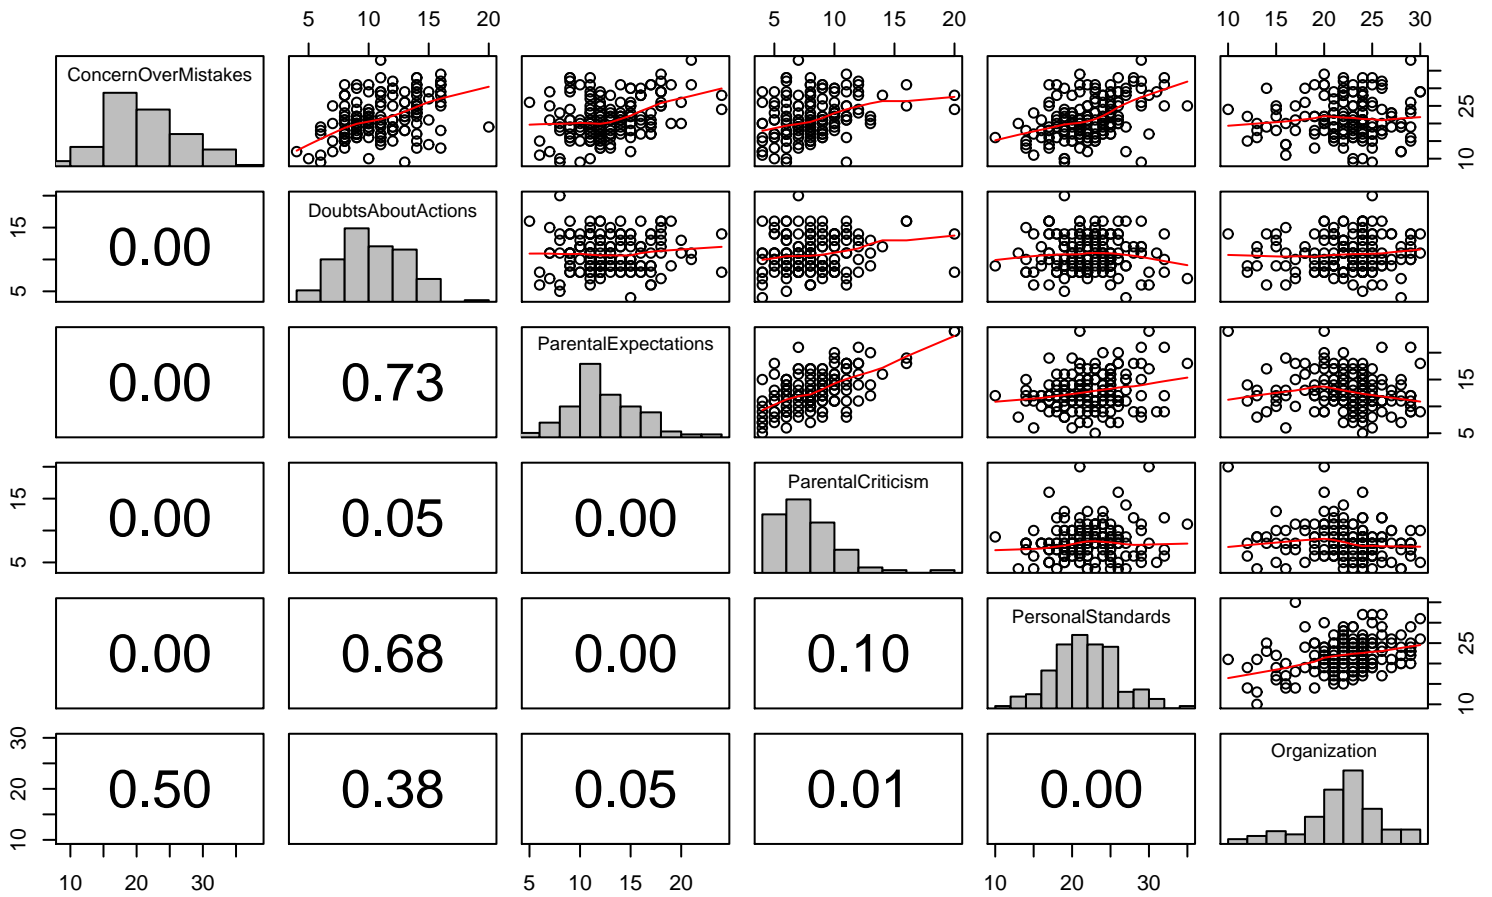 5 10 15 20 5 10 15 20 10 15 20 25 30
ConcernOverMistakes
10 25
DoubtsAboutActions
5 15
0.00
ParentalExpectations
5 15
0.00 0.73
ParentalCriticism
5 15
0.00 0.05 0.00
PersonalStandards
10 25
0.00 0.68 0.00 0.10
Organization
10 20 30
0.50 0.38 0.05 0.01 0.00
10 20 30 5 10 15 20 10 20 30